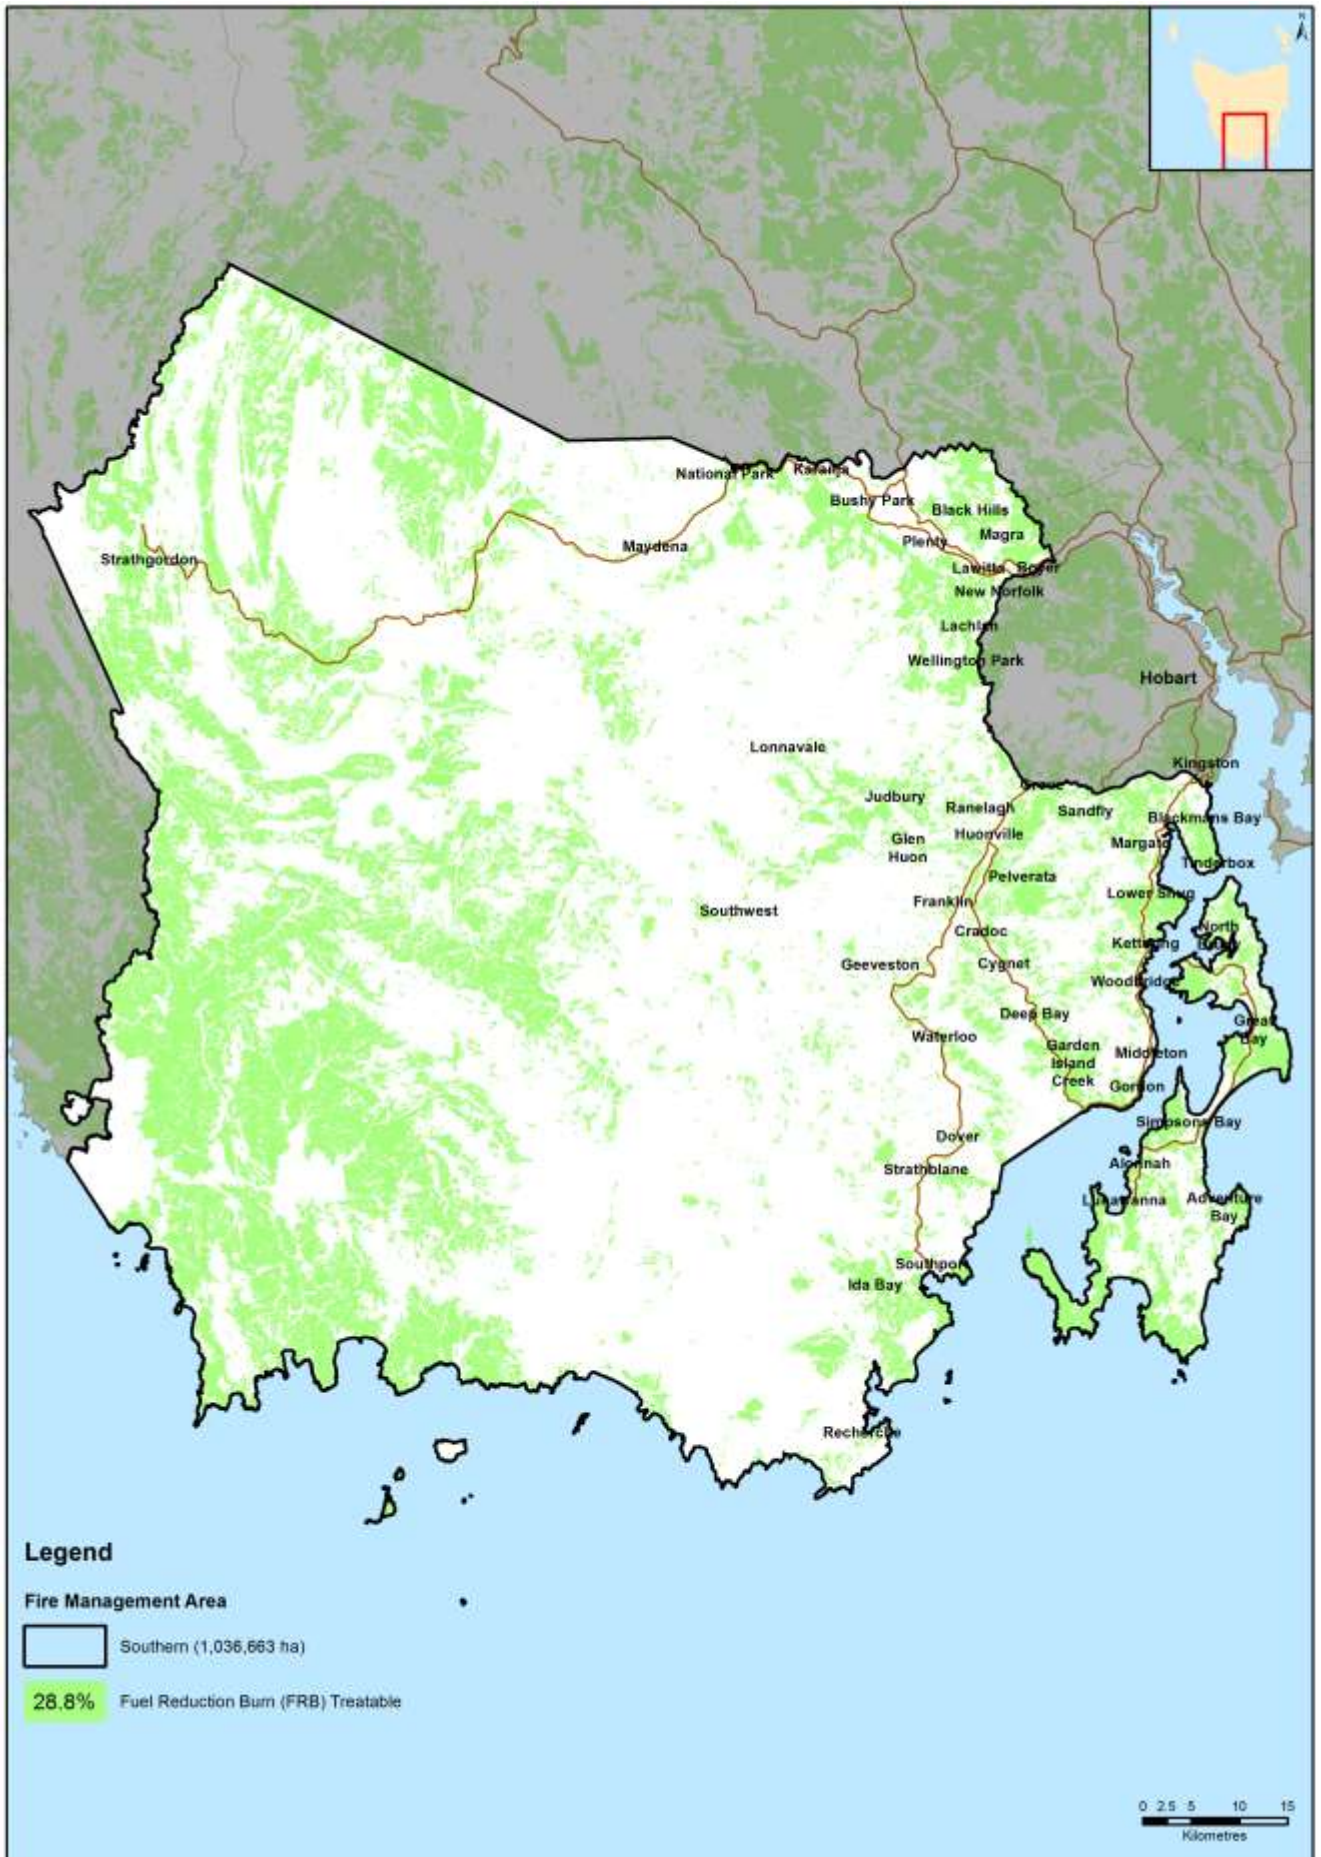 N
National Park
Karanja
Bushy Park
Black Hills
Magra
Plenty
Maydena
Strathgordon
Lawitta
Boyer
New Norfolk
Lachlan
Wellington Park
Hobart
Lonnavale
Kingston
Judbury
Ranelagh
Grove
Sandfly
Blackmans Bay
Huonville
Glen
Huon
Margate
Tinderbox
Pelverata
Lower Snug
Franklin
Southwest
North
Bruny
Cradoc
Kettering
Geeveston
Cygnet
Woodbridge
Deep Bay
Great
Bay
Waterloo
Garden
Island
Creek
Middleton
Gordon
Simpsons Bay
Dover
Strathblane
Alonnah
Lunawanna
Adventure
Bay
Southport
Ida Bay
Recherche
Legend
Fire Management Area
Southern (1,036,663 ha)
28.8% Fuel Reduction Burn (FRB) Treatable
0 2.5 5 10 15
Kilometres